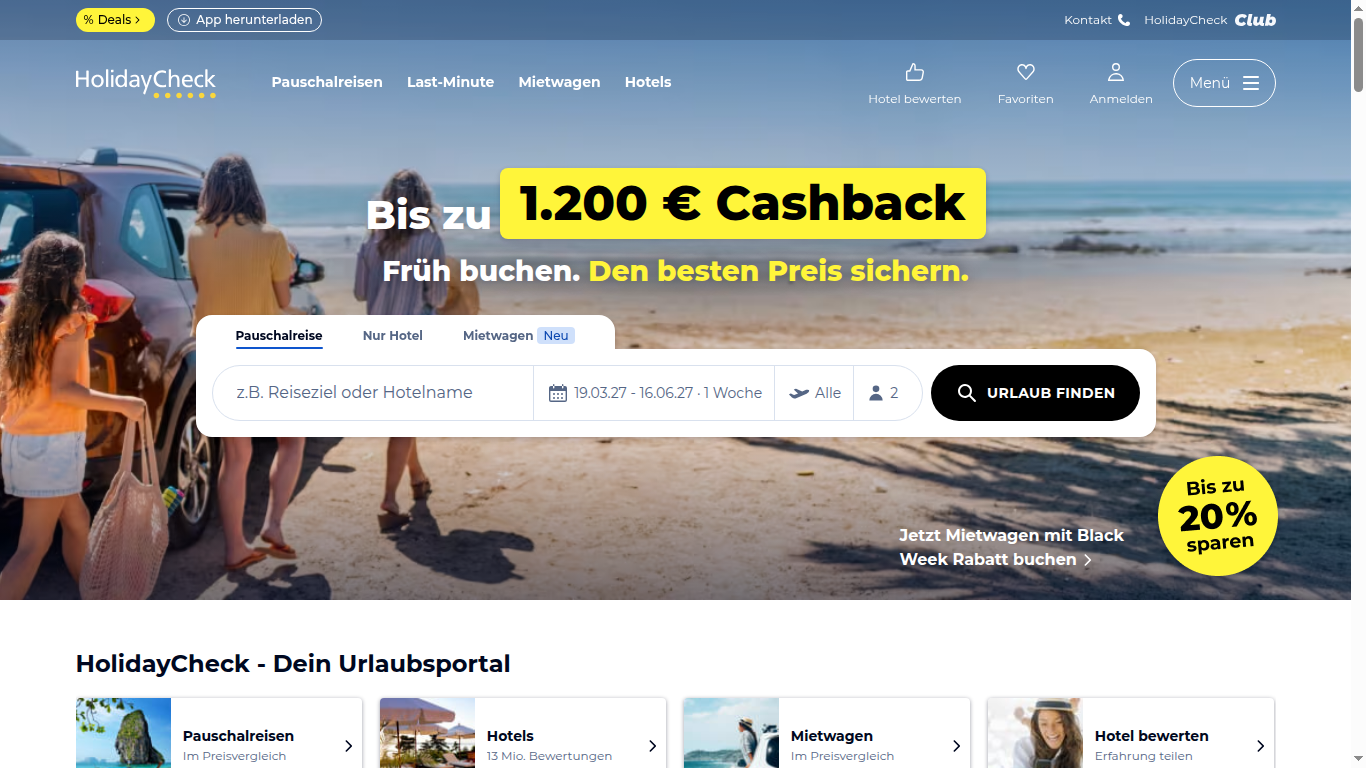 % Deals
App herunterladen
Kontakt
HolidayCheck Club
HolidayCheck
Pauschalreisen
Last-Minute
Mietwagen
Hotels
Hotel bewerten
Favoriten
Anmelden
Menü
Bis zu 1.200 € Cashback
Früh buchen. Den besten Preis sichern.
Pauschalreise
Nur Hotel
Mietwagen Neu
z.B. Reiseziel oder Hotelname
19.03.27 - 16.06.27 · 1 Woche
Alle
2
URLAUB FINDEN
Bis zu
20%
sparen
Jetzt Mietwagen mit Black
Week Rabatt buchen
HolidayCheck - Dein Urlaubsportal
Pauschalreisen
Im Preisvergleich
Hotels
13 Mio. Bewertungen
Mietwagen
Im Preisvergleich
Hotel bewerten
Erfahrung teilen